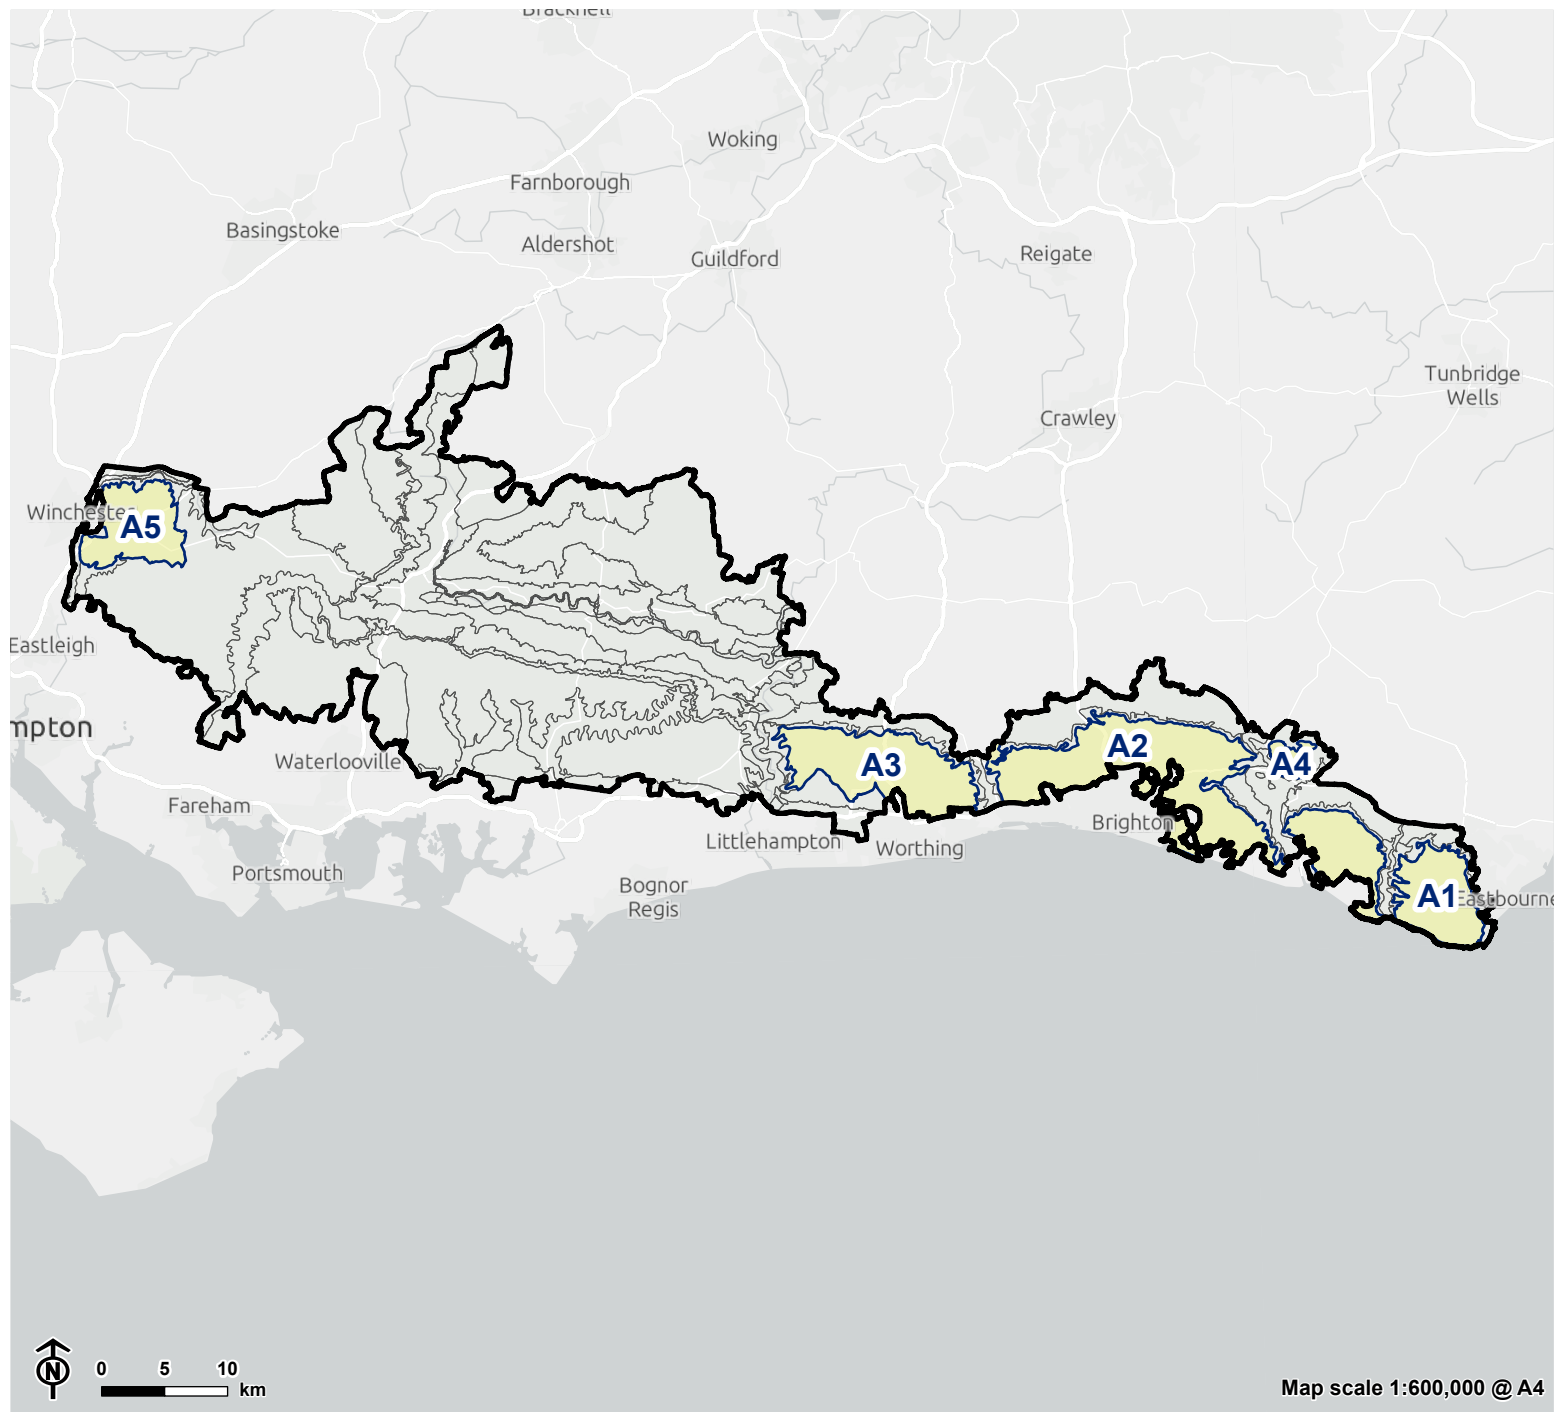 Bracknell
Woking
Farnborough
Basingstoke
Aldershot
Guildford
Reigate
Tunbridge
Wells
Crawley
Winchester
A5
Eastleigh
mpton
Waterlooville
Fareham
Portsmouth
A3
A2
A4
Littlehampton
Worthing
Brighton
Bognor
Regis
A1
Eastbourne
N
0 5 10
km
Map scale 1:600,000 @ A4